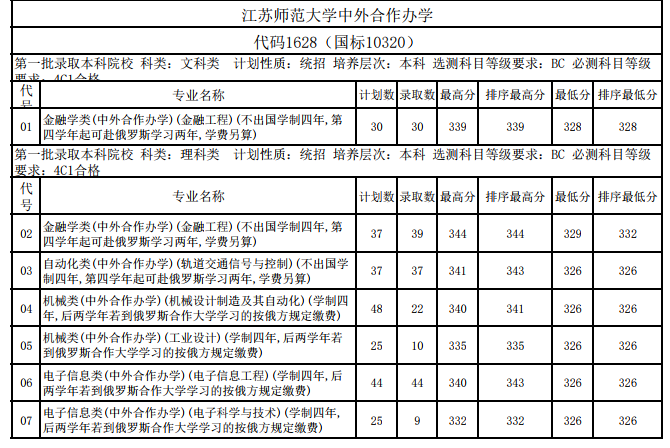 江苏师范大学中外合作办学
代码1628（国标10320）
第一批录取本科院校 科类：文科类 计划性质：统招 培养层次：本科 选测科目等级要求：BC 必测科目等级
要求：4C1合格
代号 专业名称 计划数 录取数 最高分 排序最高分 最低分 排序最低分
01 金融学类(中外合作办学)(金融工程)(不出国学制四年,第 30 30 339 339 328 328
四学年起可赴俄罗斯学习两年,学费另算)
第一批录取本科院校 科类：理科类 计划性质：统招 培养层次：本科 选测科目等级要求：BC 必测科目等级
要求：4C1合格
代号 专业名称 计划数 录取数 最高分 排序最高分 最低分 排序最低分
02 金融学类(中外合作办学)(金融工程)(不出国学制四年,第 37 39 344 344 329 332
四学年起可赴俄罗斯学习两年,学费另算)
03 自动化类(中外合作办学)(轨道交通信号与控制)(不出国学 37 37 341 343 326 326
制四年,第四学年起可赴俄罗斯学习两年,学费另算)
04 机械类(中外合作办学)(机械设计制造及其自动化)(学制四 48 22 340 341 326 326
年,后两学年若到俄罗斯合作大学学习的按俄方规定缴费)
05 机械类(中外合作办学)(工业设计)(学制四年,后两学年若 25 10 335 335 326 326
到俄罗斯合作大学学习的按俄方规定缴费)
06 电子信息类(中外合作办学)(电子信息工程)(学制四年,后 44 44 340 343 326 326
两学年若到俄罗斯合作大学学习的按俄方规定缴费)
07 电子信息类(中外合作办学)(电子科学与技术)(学制四年, 25 9 332 332 326 326
后两学年若到俄罗斯合作大学学习的按俄方规定缴费)